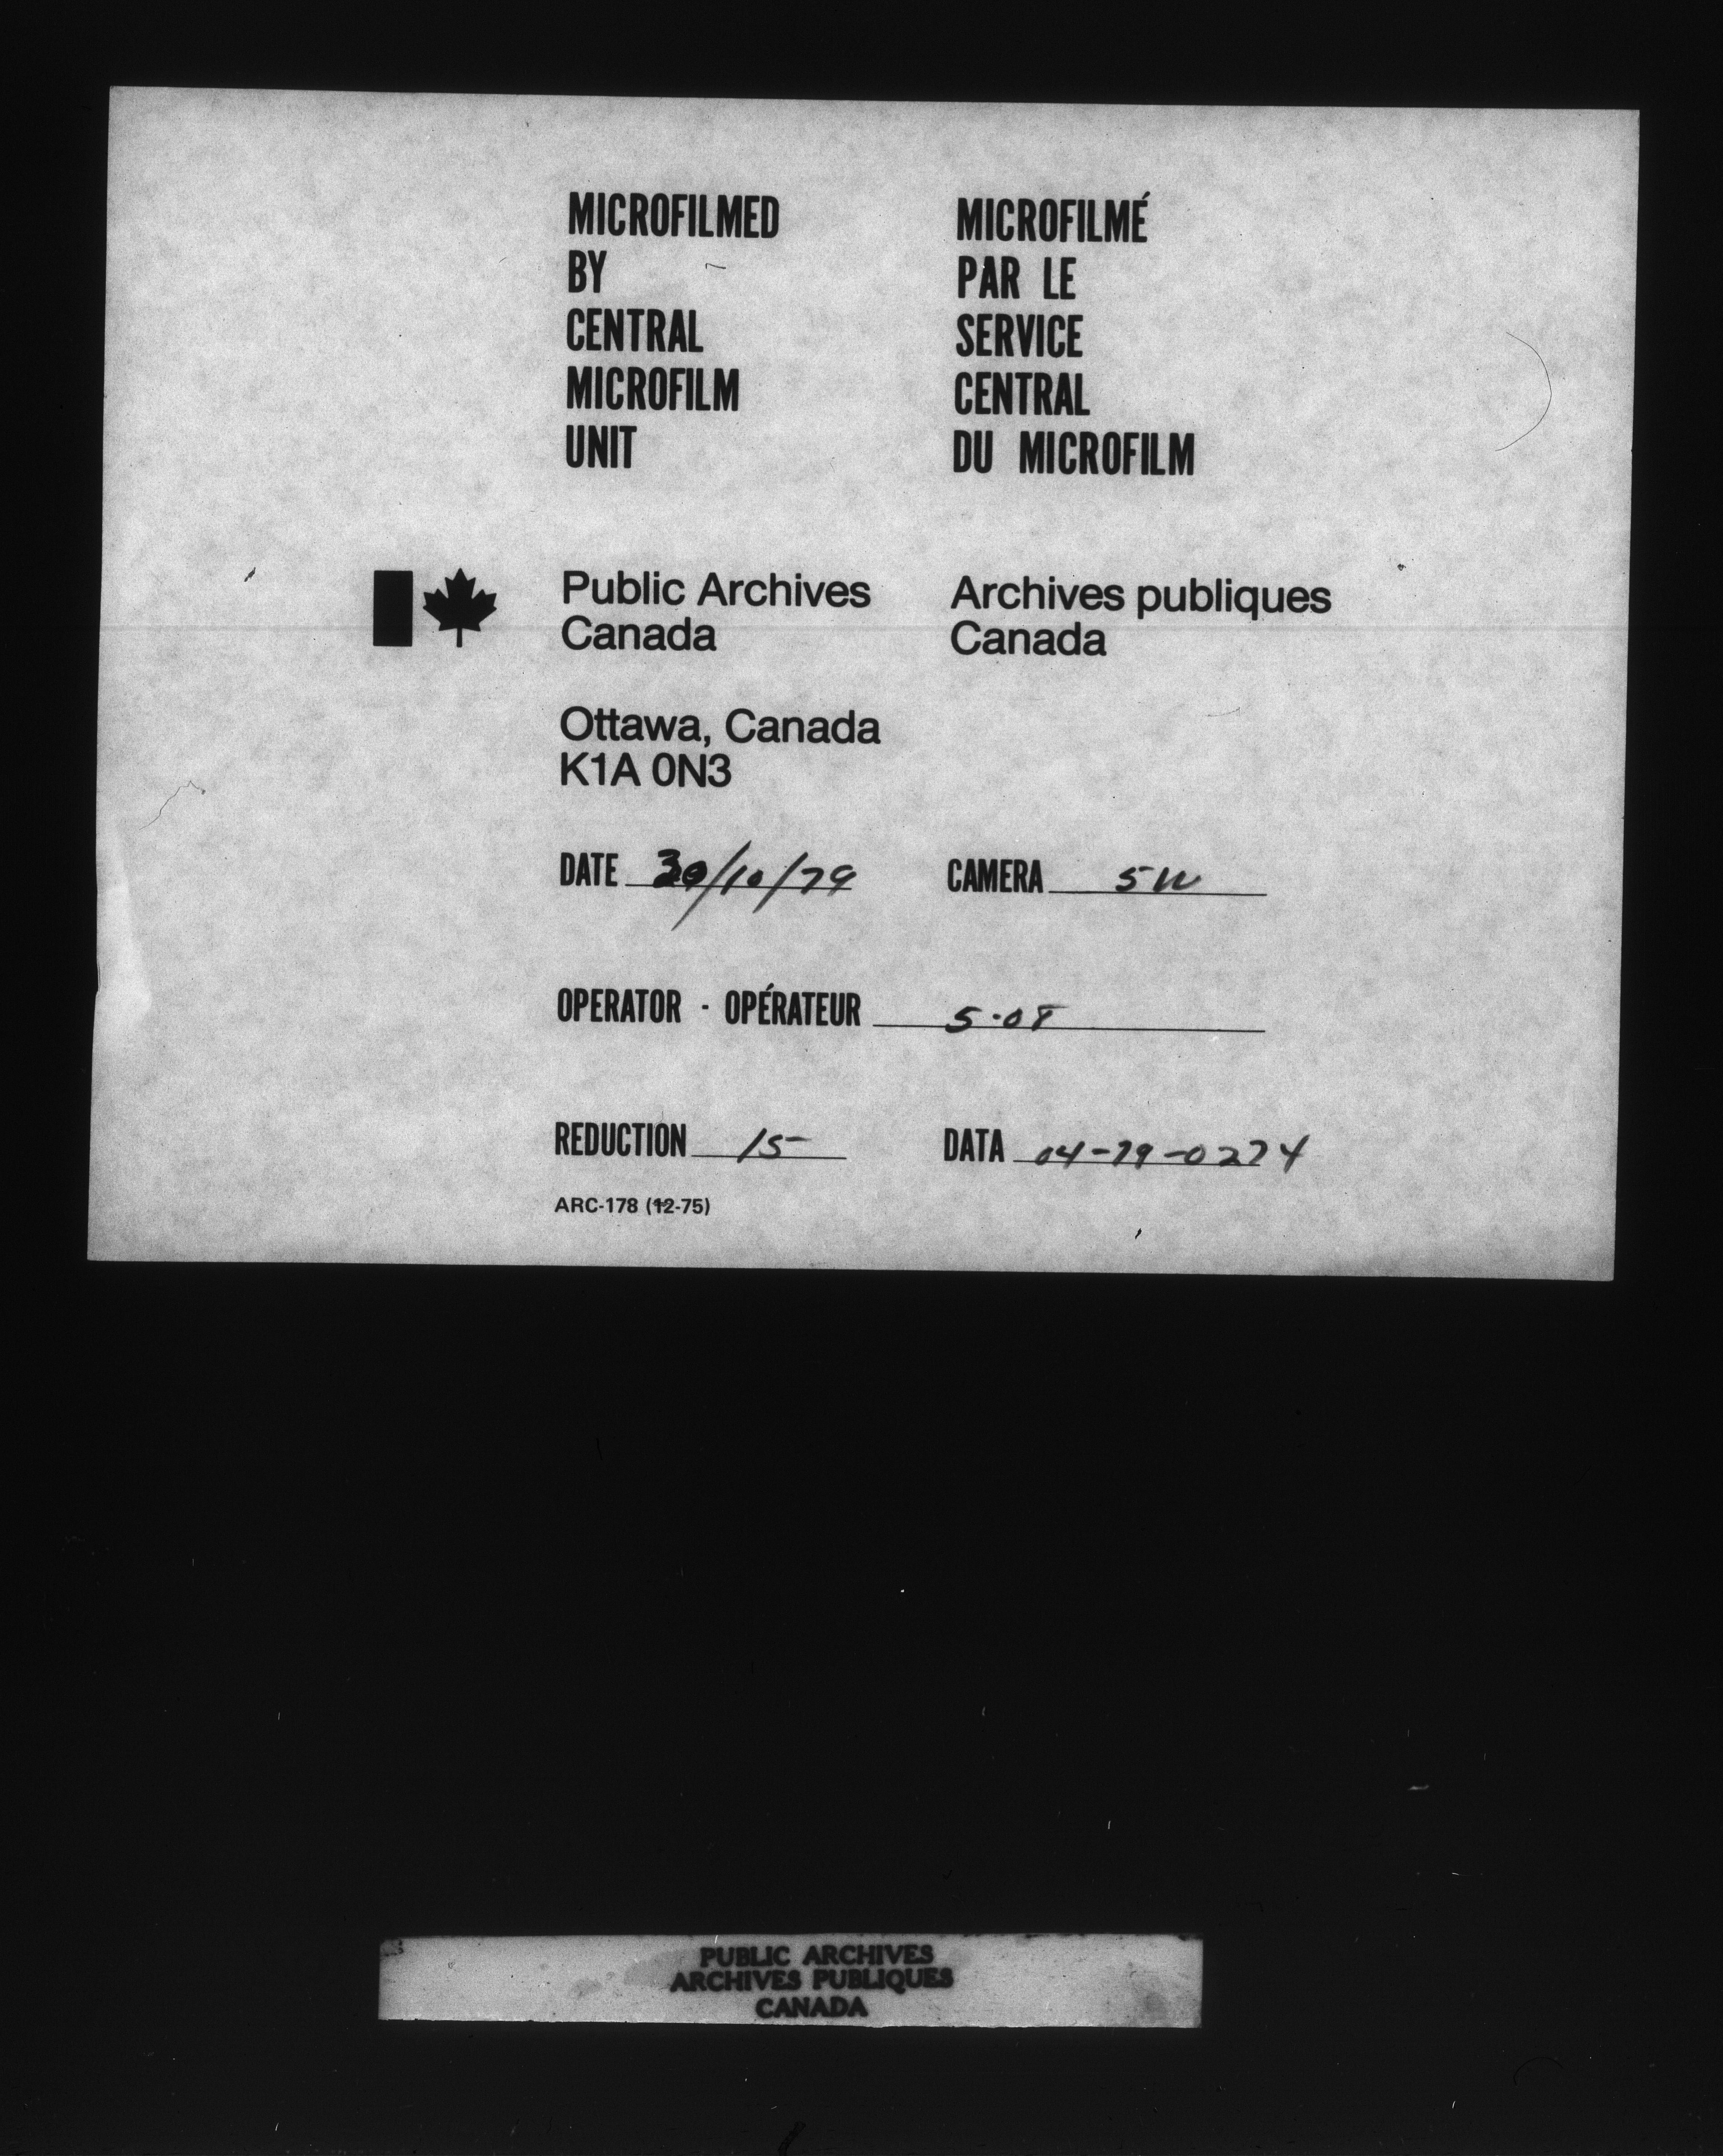 MICROFILMED
BY
CENTRAL
MICROFILM
UNIT
MICROFILMÉ
PAR LE
SERVICE
CENTRAL
DU MICROFILM
Public Archives
Canada
Archives publiques
Canada
Ottawa, Canada
K1A 0N3
DATE 30/10/79
CAMERA 5W
OPERATOR - OPÉRATEUR
REDUCTION 15
DATA 04-79-0274
ARC-178 (12-75)
PUBLIC ARCHIVES
ARCHIVES PUBLIQUES
CANADA